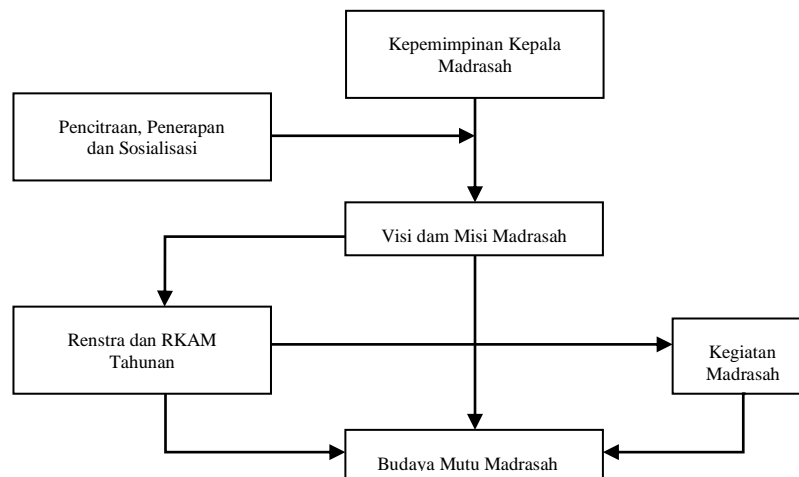 Kepemimpinan Kepala
Madrasah
Pencitraan, Penerapan
dan Sosialisasi
Visi dam Misi Madrasah
Renstra dan RKAM
Tahunan
Kegiatan
Madrasah
Budaya Mutu Madrasah